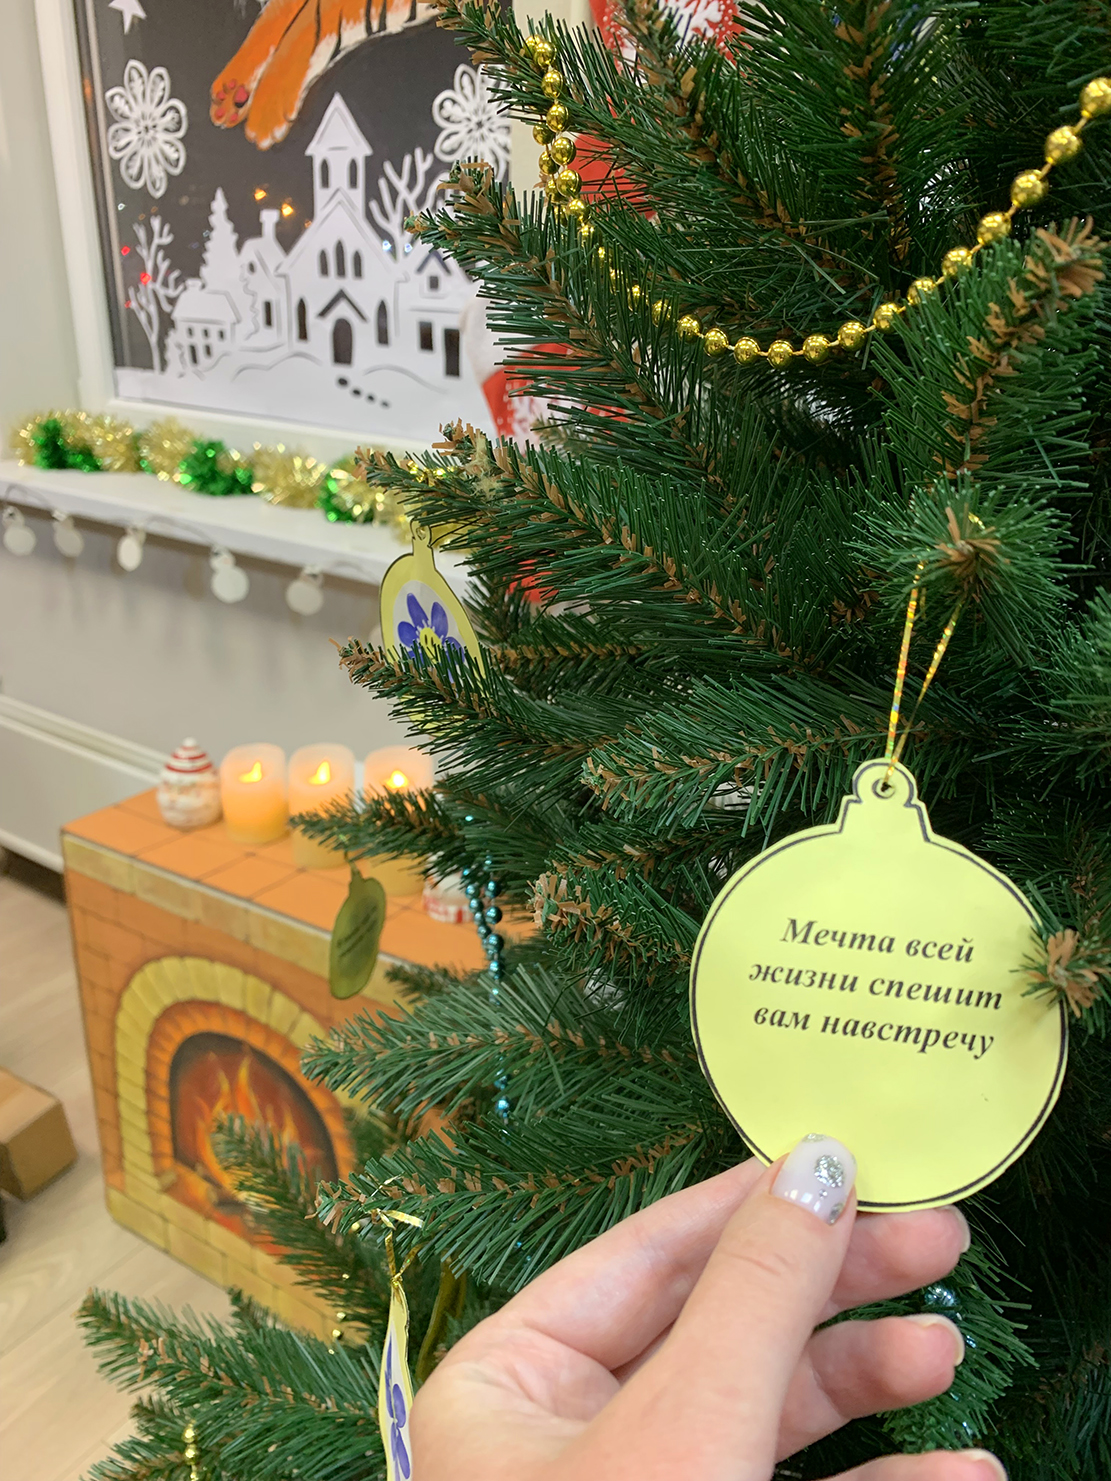 Мечта всей
жизни спешит
вам навстречу